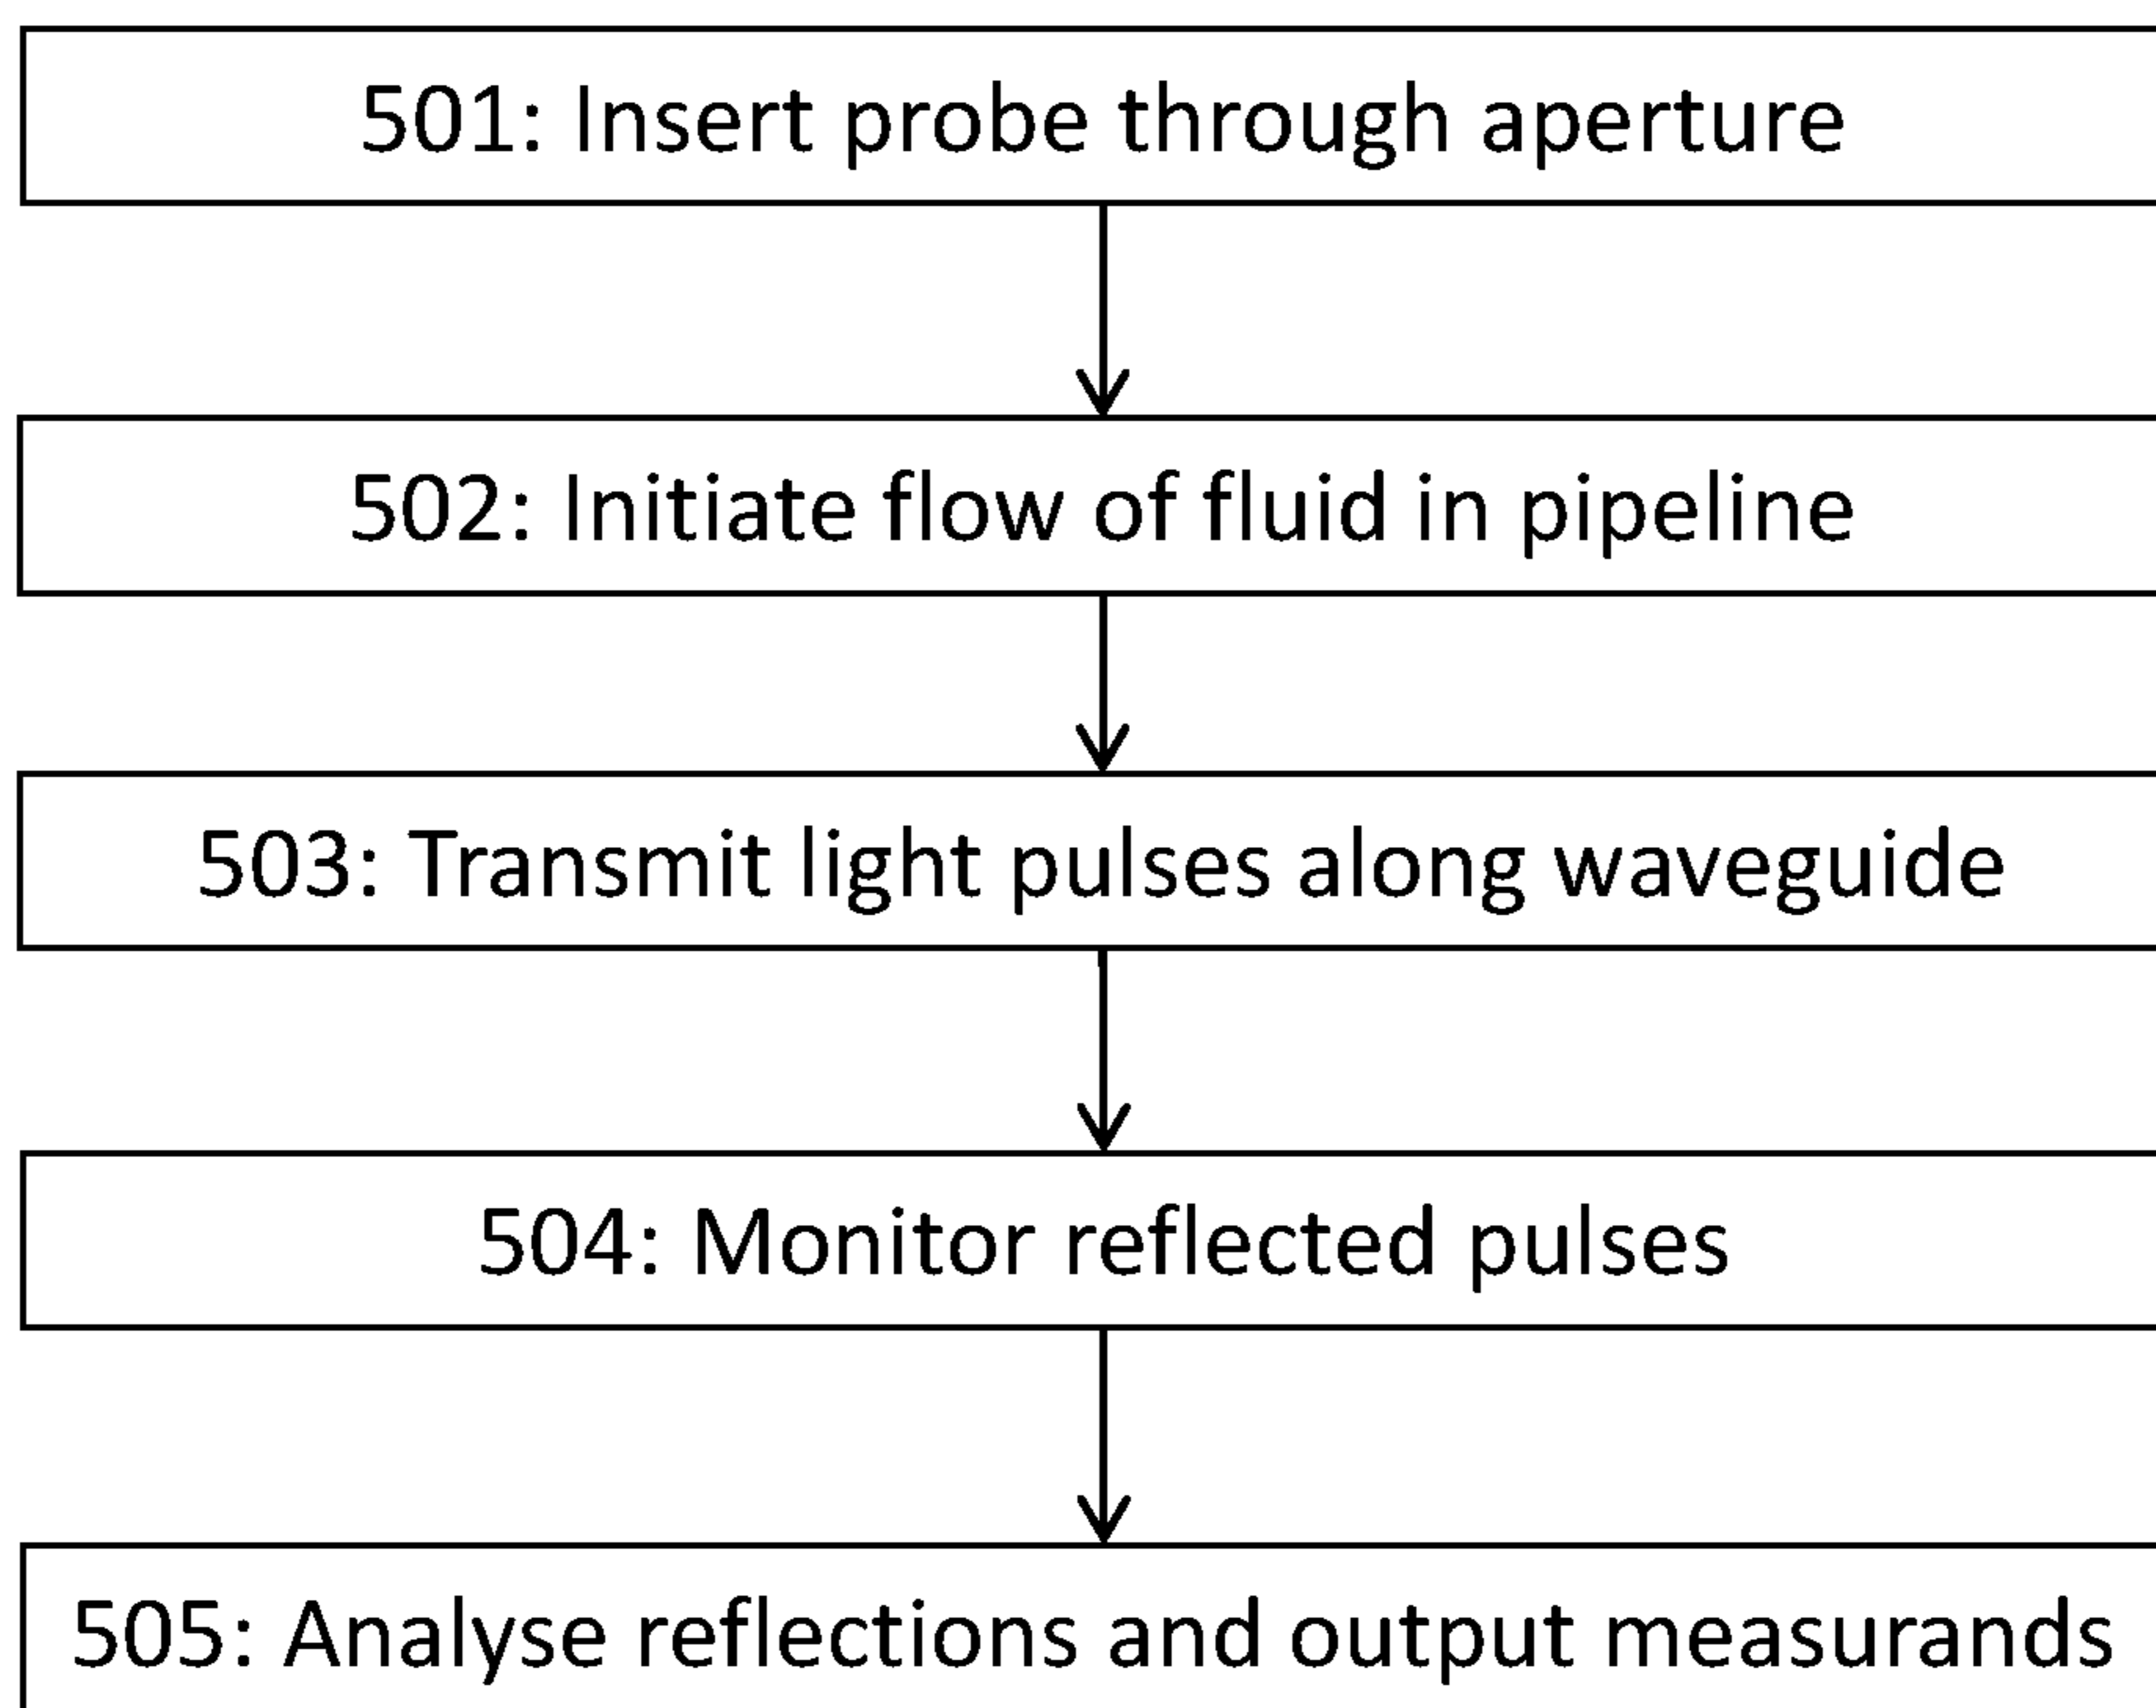 501: Insert probe through aperture
502: Initiate flow of fluid in pipeline
503: Transmit light pulses along waveguide
504: Monitor reflected pulses
505: Analyse reflections and output measurands